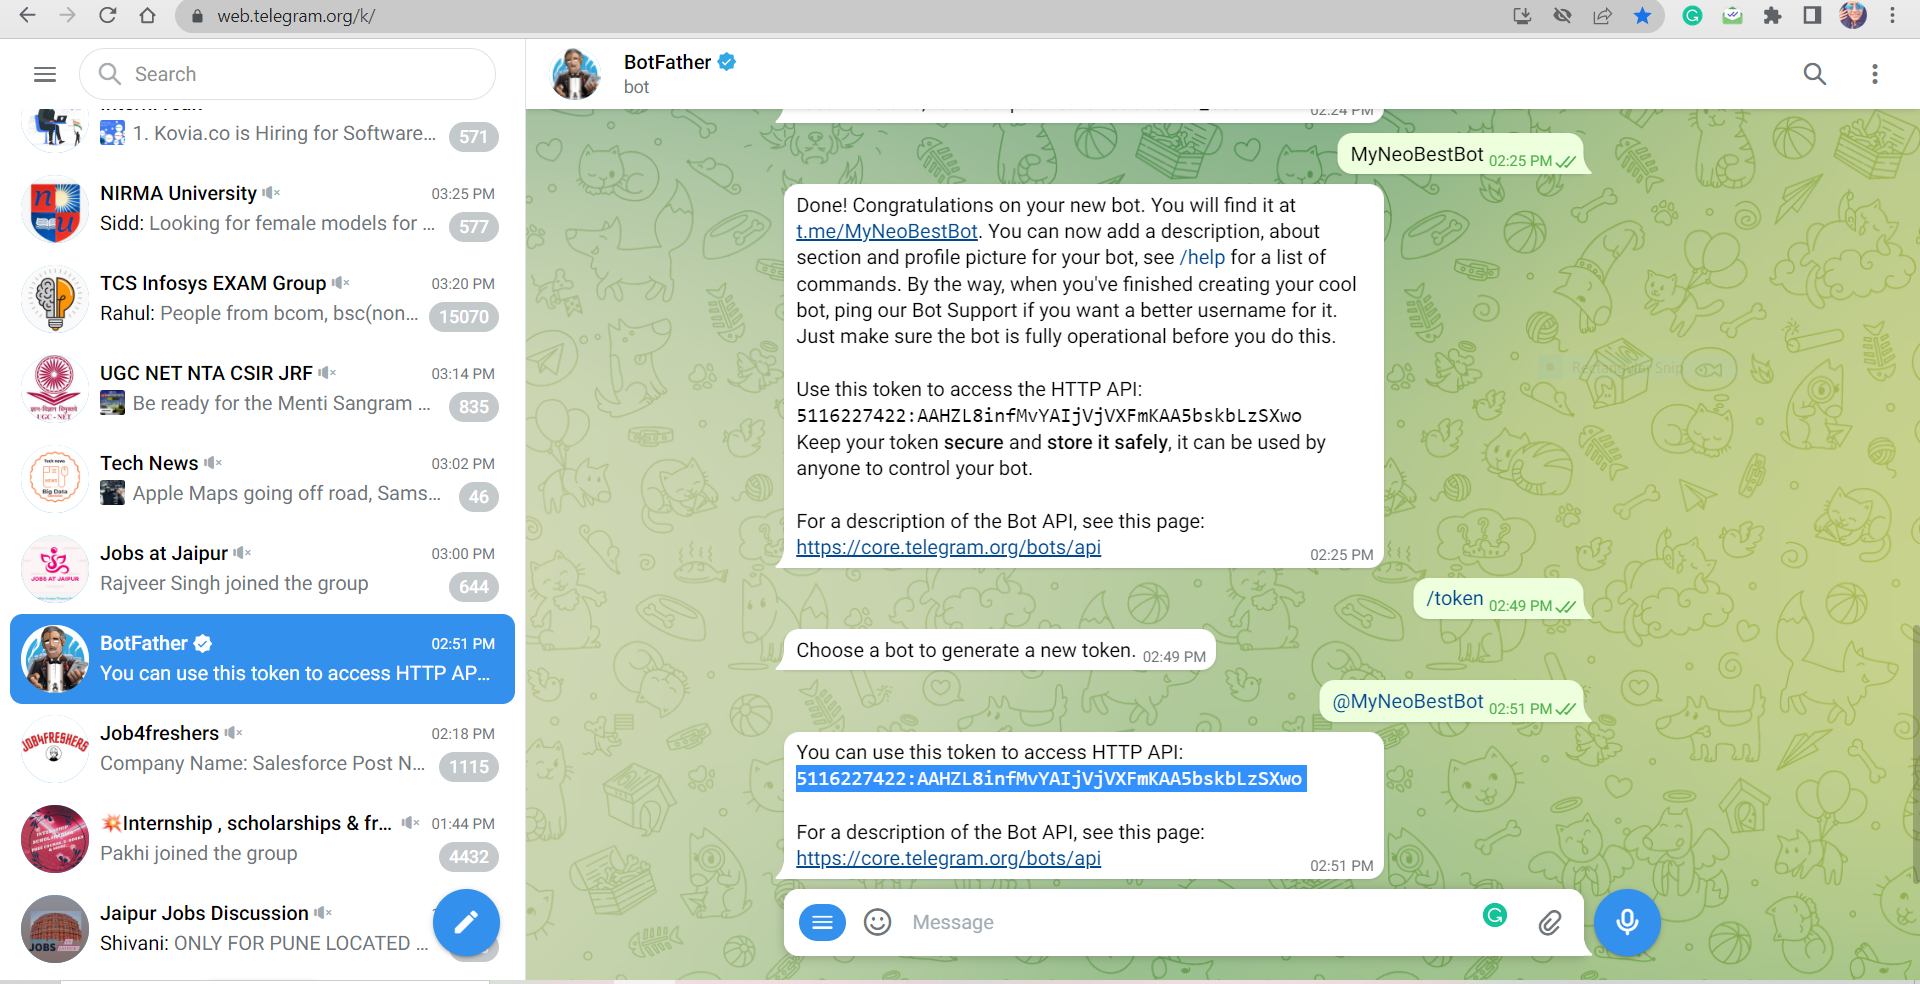 web.telegram.org/k/
Search
1. Kovia.co is Hiring for Software...
571
NIRMA University
03:25 PM
Sidd: Looking for female models for ...
577
TCS Infosys EXAM Group
03:20 PM
Rahul: People from bcom, bsc(non...
15070
UGC NET NTA CSIR JRF
03:14 PM
Be ready for the Menti Sangram ...
835
UGC-NET
Tech News
03:02 PM
Apple Maps going off road, Sams...
46
Tech news
Big Data
Jobs at Jaipur
03:00 PM
Rajveer Singh joined the group
644
JOBS AT JAIPUR
BotFather
02:51 PM
You can use this token to access HTTP AP...
Job4freshers
02:18 PM
Company Name: Salesforce Post N...
1115
JOB4FRESHERS
💥Internship , scholarships & fr...
01:44 PM
Pakhi joined the group
4432
Jaipur Jobs Discussion
Shivani: ONLY FOR PUNE LOCATED ...
JOBS
BotFather
bot
02:24 PM
MyNeoBestBot 02:25 PM
Done! Congratulations on your new bot. You will find it at
t.me/MyNeoBestBot. You can now add a description, about
section and profile picture for your bot, see /help for a list of
commands. By the way, when you've finished creating your cool
bot, ping our Bot Support if you want a better username for it.
Just make sure the bot is fully operational before you do this.
Use this token to access the HTTP API:
5116227422:AAHZL8infMvYAIjVjVXFmKAA5bskbLzSXwo
Keep your token secure and store it safely, it can be used by
anyone to control your bot.
For a description of the Bot API, see this page:
https://core.telegram.org/bots/api
02:25 PM
Rectangular Snip
/token 02:49 PM
Choose a bot to generate a new token. 02:49 PM
@MyNeoBestBot 02:51 PM
You can use this token to access HTTP API:
5116227422:AAHZL8infMvYAIjVjVXFmKAA5bskbLzSXwo
For a description of the Bot API, see this page:
https://core.telegram.org/bots/api
02:51 PM
Message